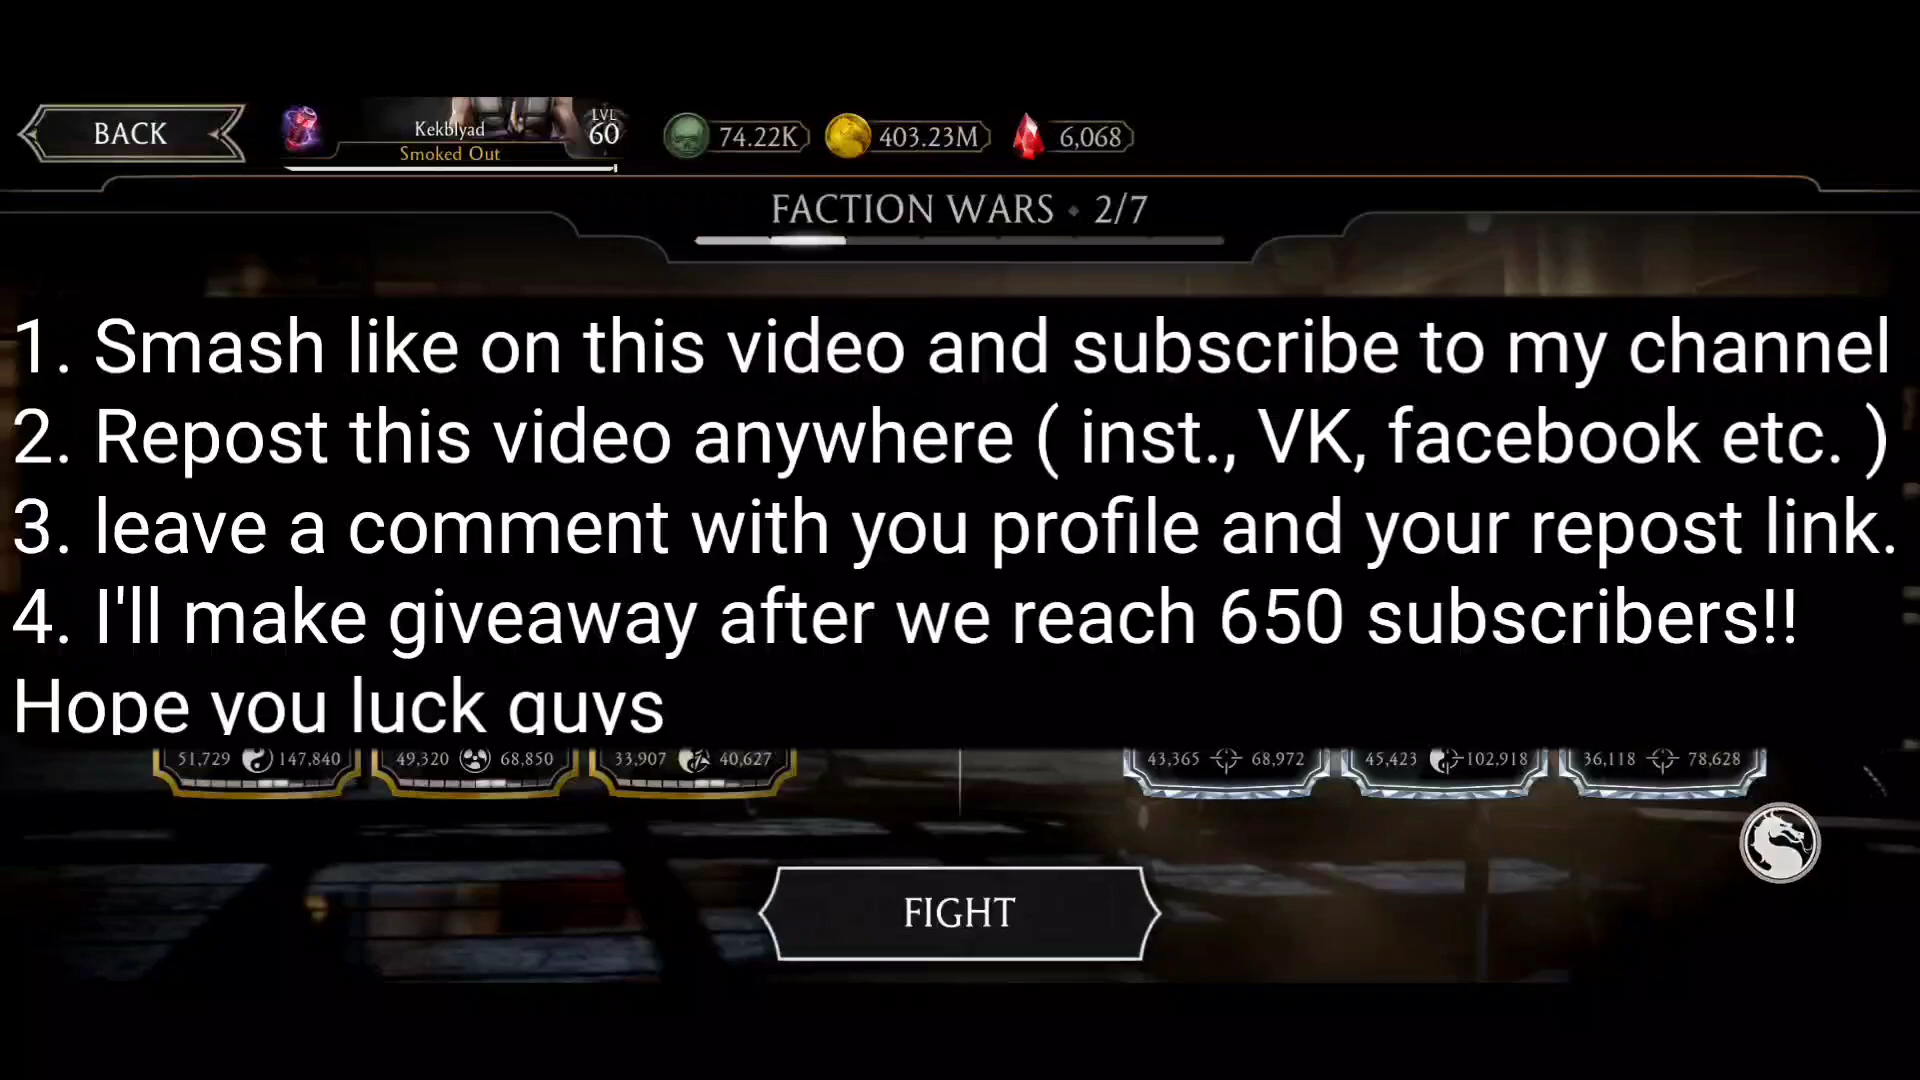 BACK
Kekblyad
Smoked Out
LVL
60
74.22K
403.23M
6,068
FACTION WARS • 2/7
1. Smash like on this video and subscribe to my channel
2. Repost this video anywhere ( inst., VK, facebook etc. )
3. leave a comment with you profile and your repost link.
4. I'll make giveaway after we reach 650 subscribers!!
Hope you luck guys
51,729 147,840 49,320 68,850 33,907 40,627 43,365 68,972 45,423 102,918 36,118 78,628
FIGHT